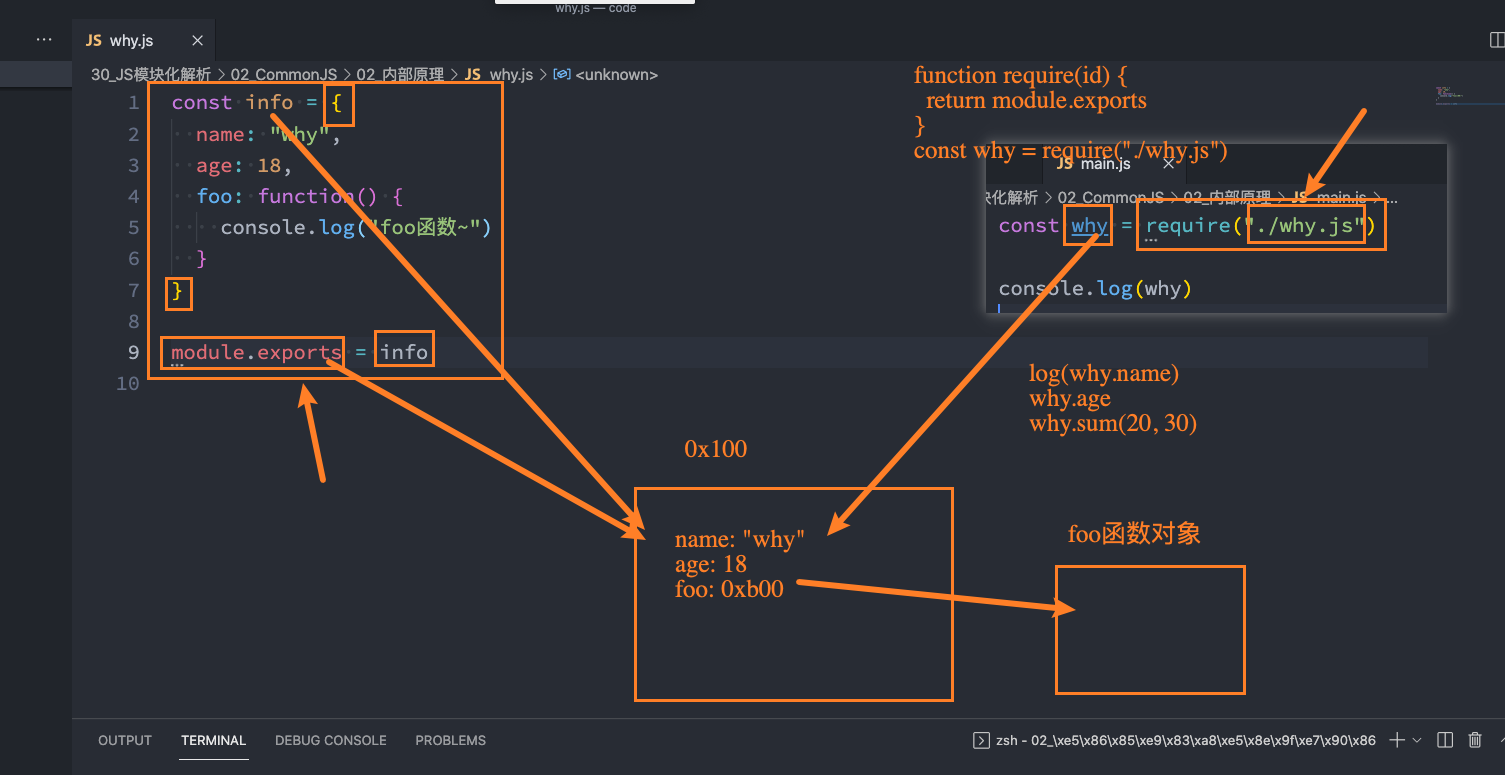 why.js — code
JS why.js
30_JS模块化解析 > 02_CommonJS > 02_内部原理 > JS why.js > <unknown>
1 const info = {
2 name: "why",
3 age: 18,
4 foo: function() {
5 console.log("foo函数~")
6 }
7 }
8
9 module.exports = info
10
function require(id) {
return module.exports
}
const why = require("./why.js")
JS main.js
块化解析 > 02_CommonJS > 02_内部原理 > JS main.js > ...
const why = require("./why.js")
console.log(why)
log(why.name)
why.age
why.sum(20, 30)
0x100
name: "why"
age: 18
foo: 0xb00
foo函数对象
OUTPUT TERMINAL DEBUG CONSOLE PROBLEMS
zsh - 02_\xe5\x86\x85\xe9\x83\xa8\xe5\x8e\x9f\xe7\x90\x86